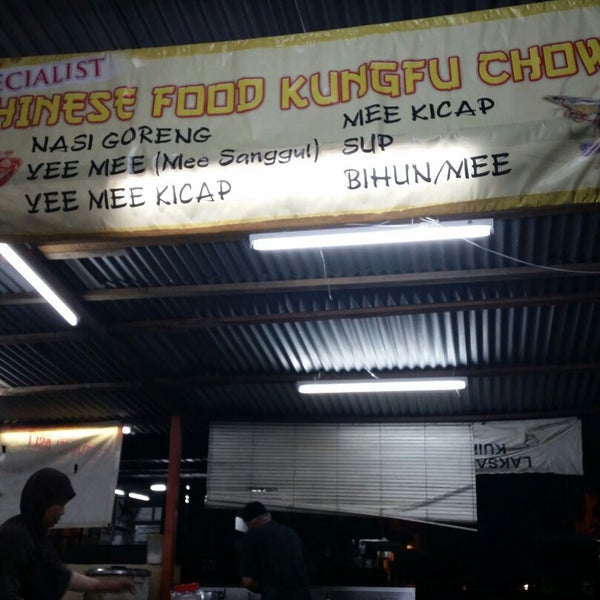 ECIALIST
HINESE FOOD KUNGFU CHOW
NASI GORENG
YEE MEE (Mee Sanggul)
YEE MEE KICAP
MEE KICAP
SUP
BIHUN/MEE
LAKSA
KUI